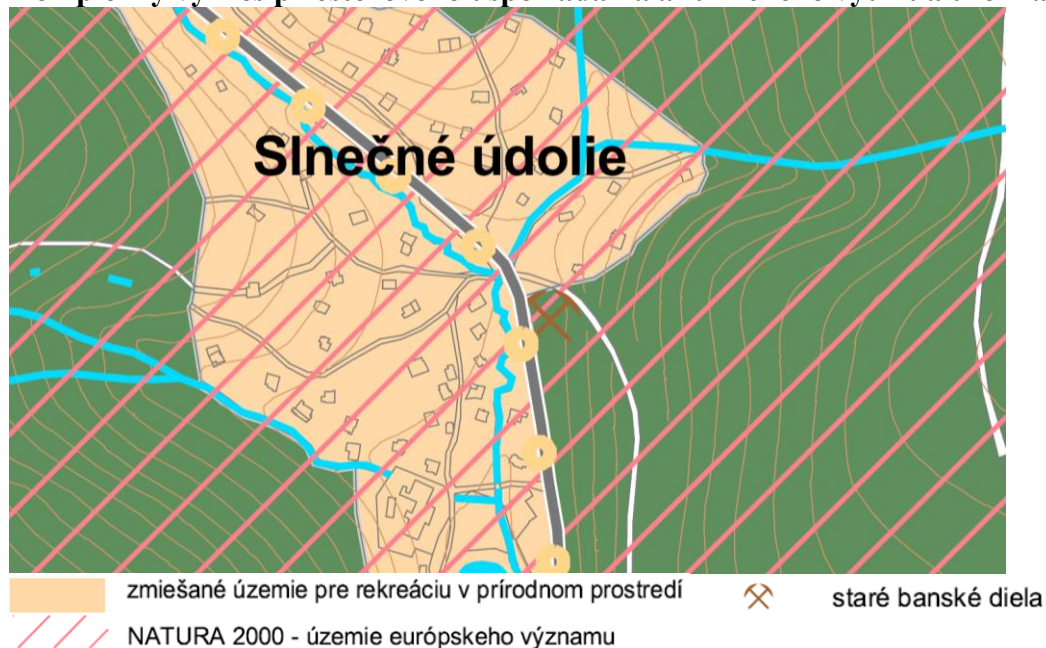 Slnečné údolie
zmiešané územie pre rekreáciu v prírodnom prostredí
staré banské diela
NATURA 2000 - územie európskeho významu